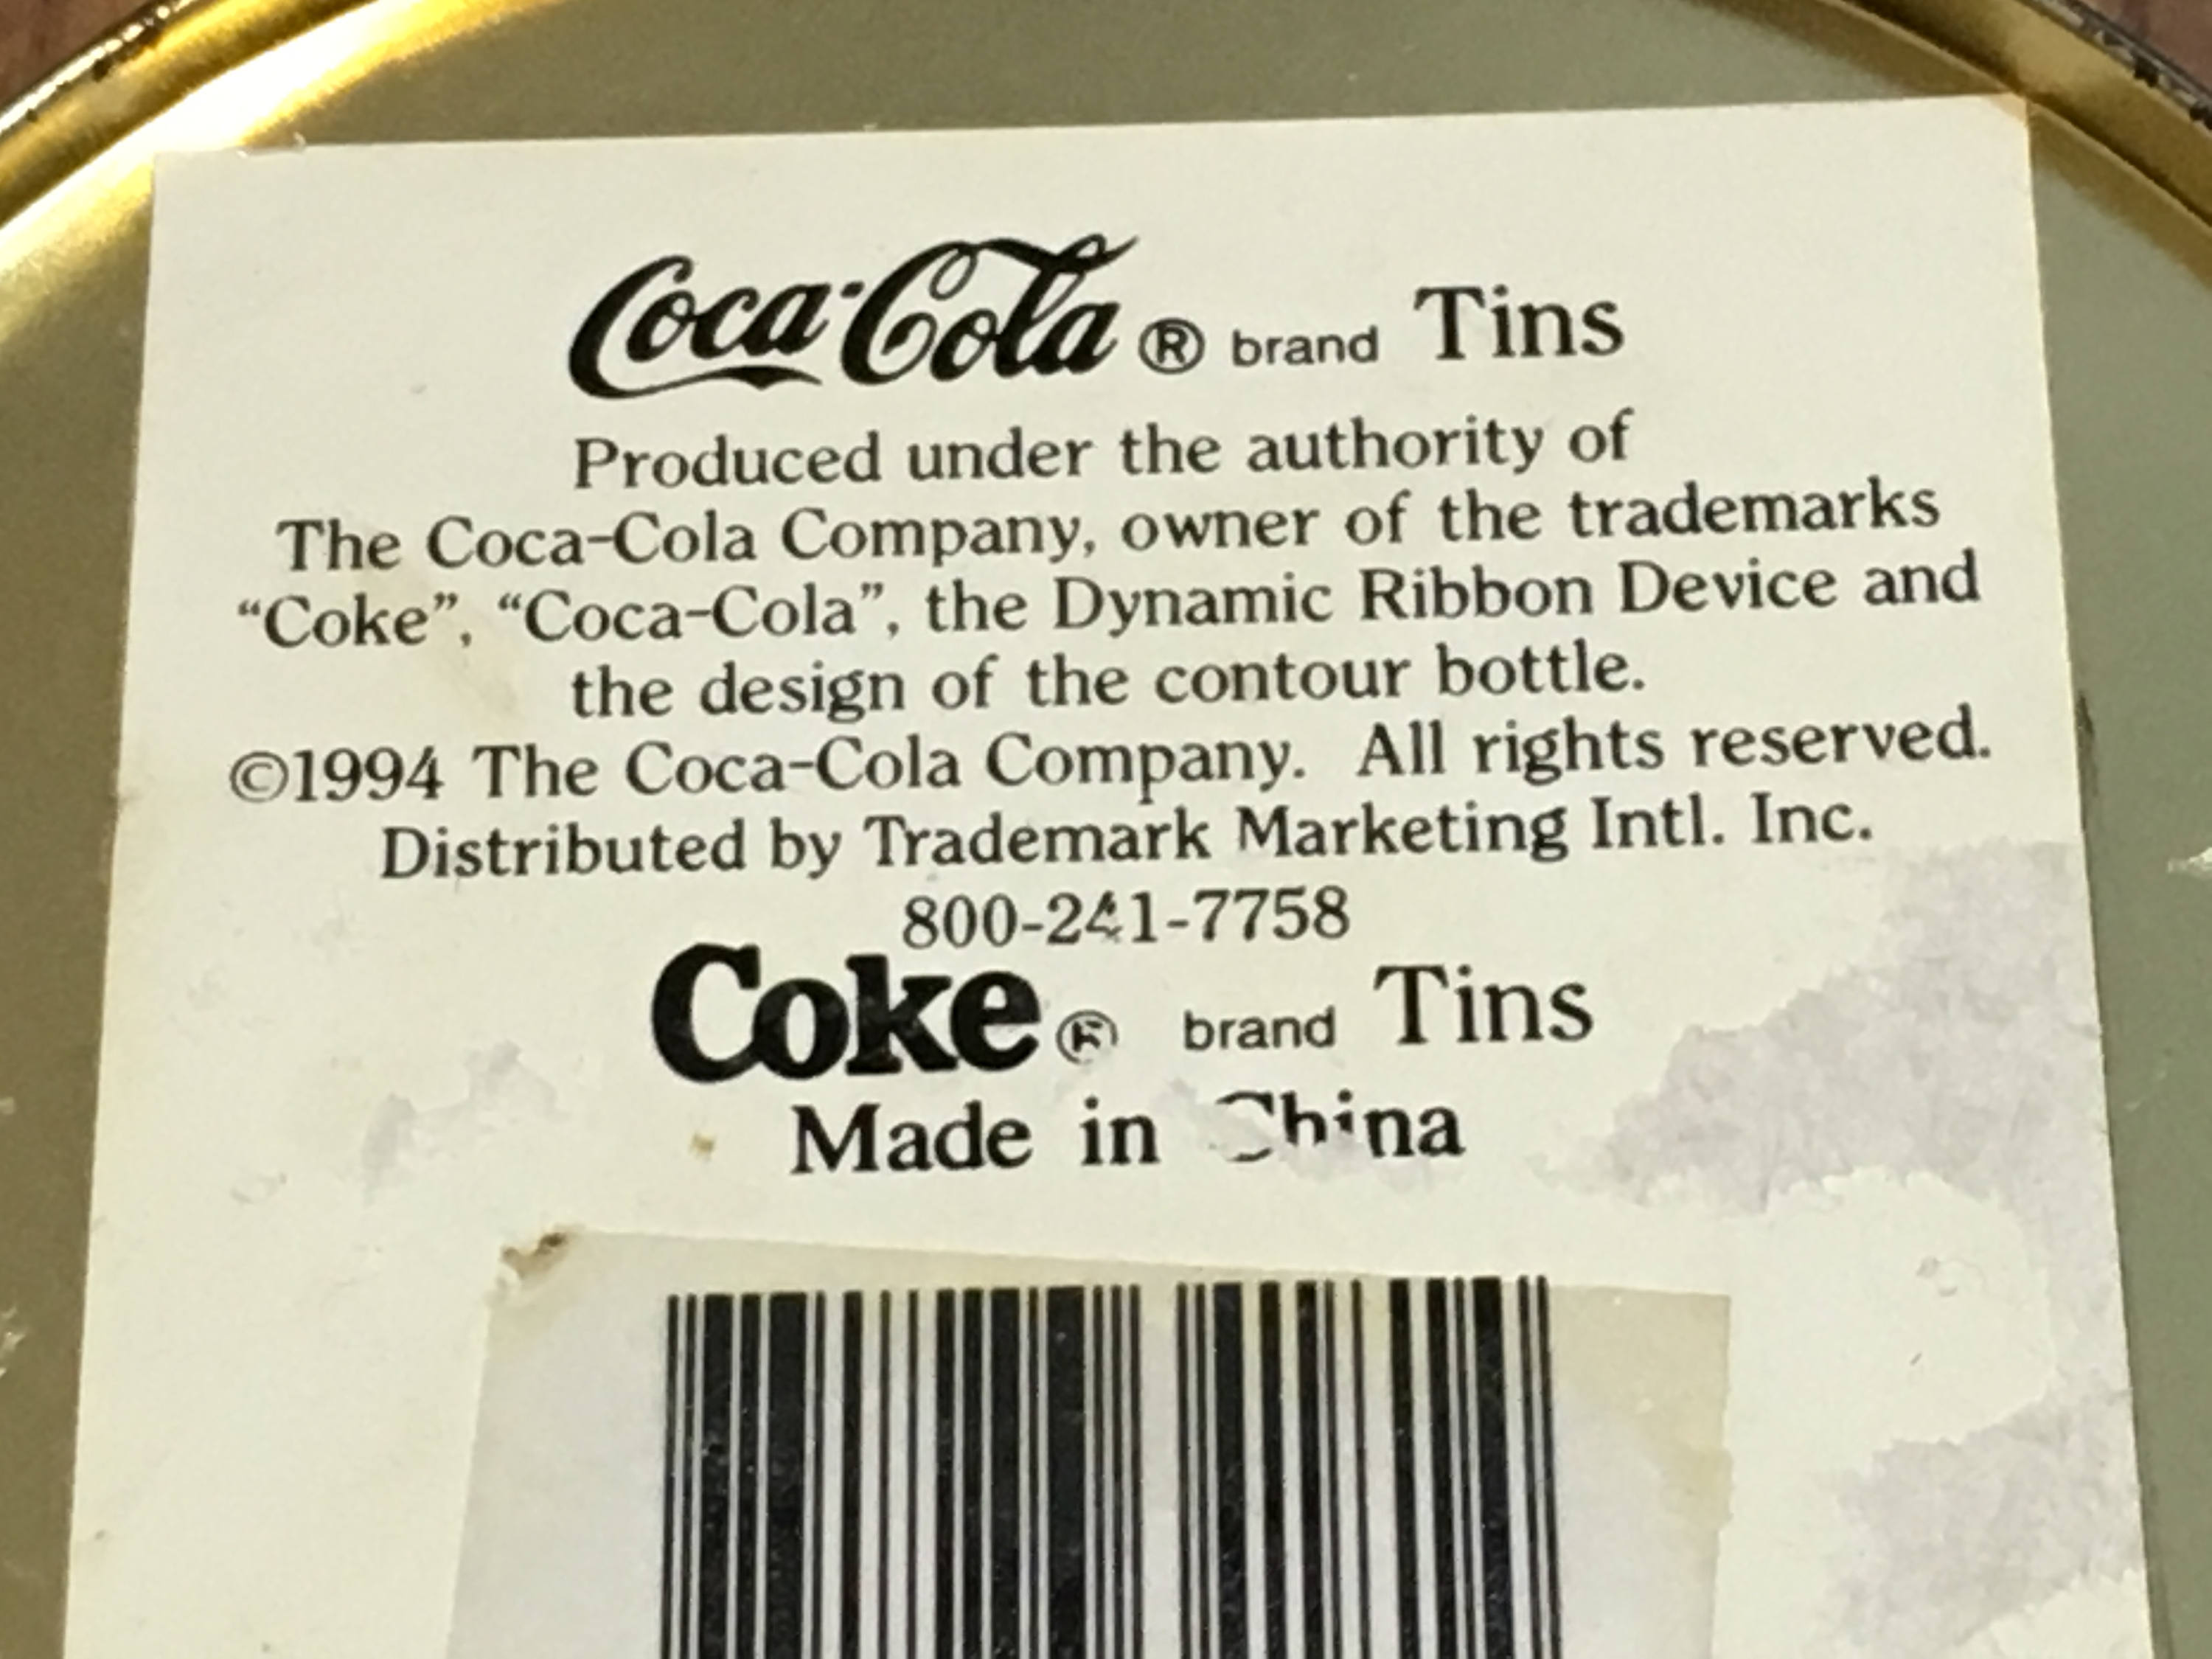 Coca-Cola ® brand Tins
Produced under the authority of
The Coca-Cola Company, owner of the trademarks
“Coke”, “Coca-Cola”, the Dynamic Ribbon Device and
the design of the contour bottle.
©1994 The Coca-Cola Company. All rights reserved.
Distributed by Trademark Marketing Intl. Inc.
800-241-7758
Coke ® brand Tins
Made in China